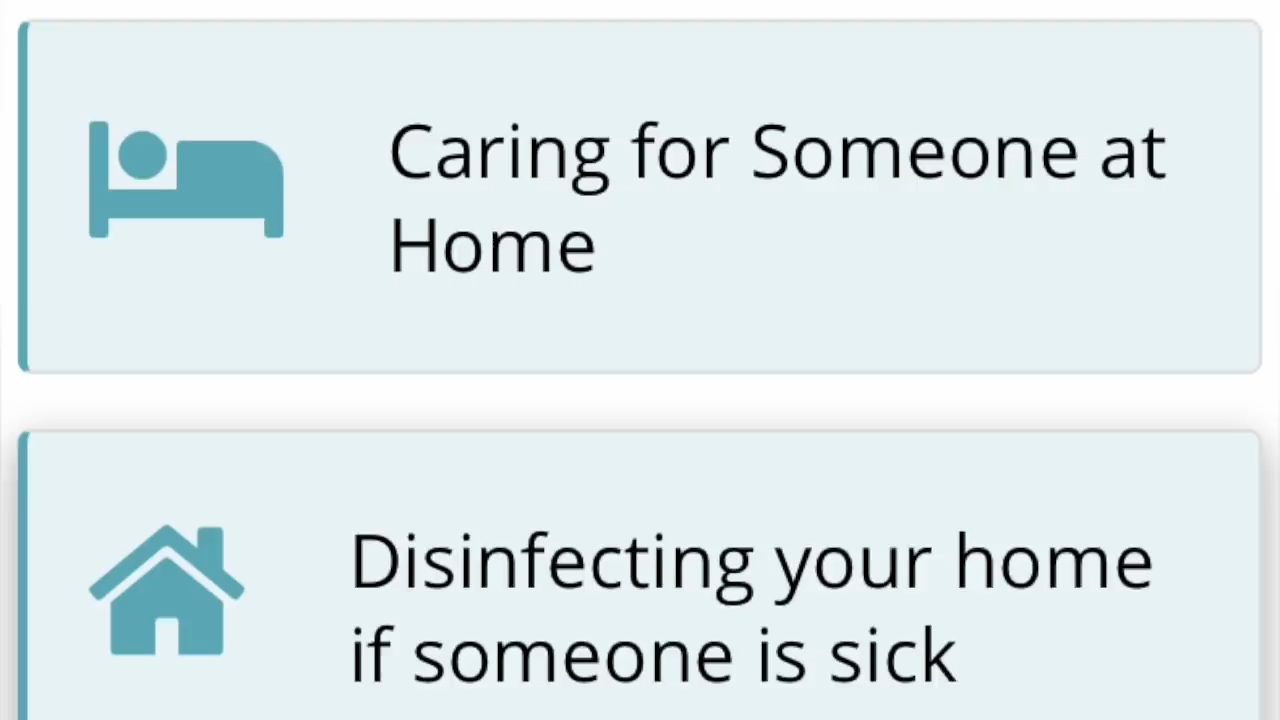 Caring for Someone at
Home
Disinfecting your home
if someone is sick